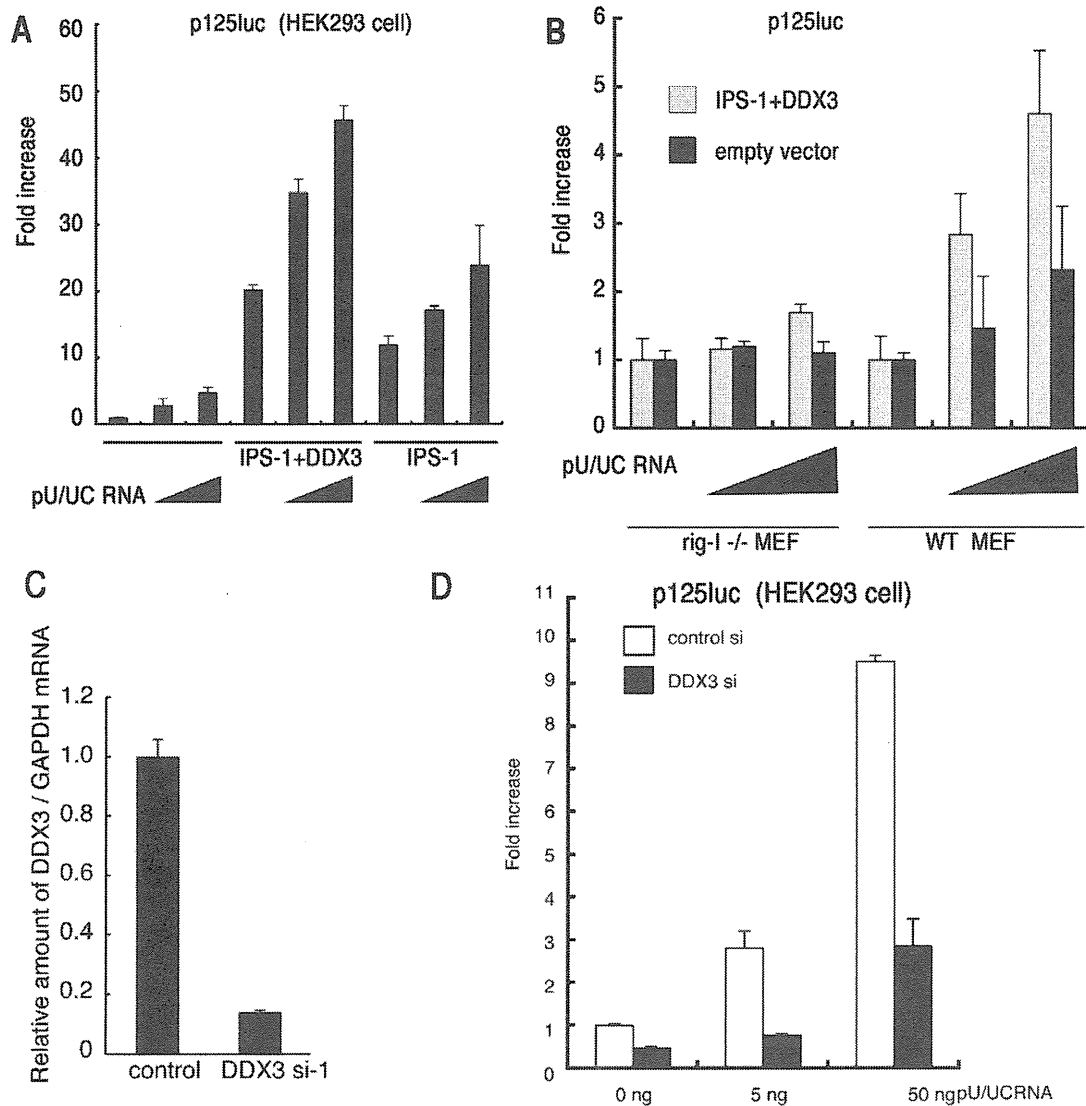 A
p125luc (HEK293 cell)
Fold increase
60
50
40
30
20
10
0
IPS-1+DDX3
IPS-1
pU/UC RNA
B
p125luc
IPS-1+DDX3
empty vector
Fold increase
6
5
4
3
2
1
0
pU/UC RNA
rig-I -/- MEF
WT MEF
C
Relative amount of DDX3 / GAPDH mRNA
1.2
1.0
0.8
0.6
0.4
0.2
0
control
DDX3 si-1
D
p125luc (HEK293 cell)
control si
DDX3 si
Fold increase
11
10
9
8
7
6
5
4
3
2
1
0
0 ng
5 ng
50 ng pU/UCRNA